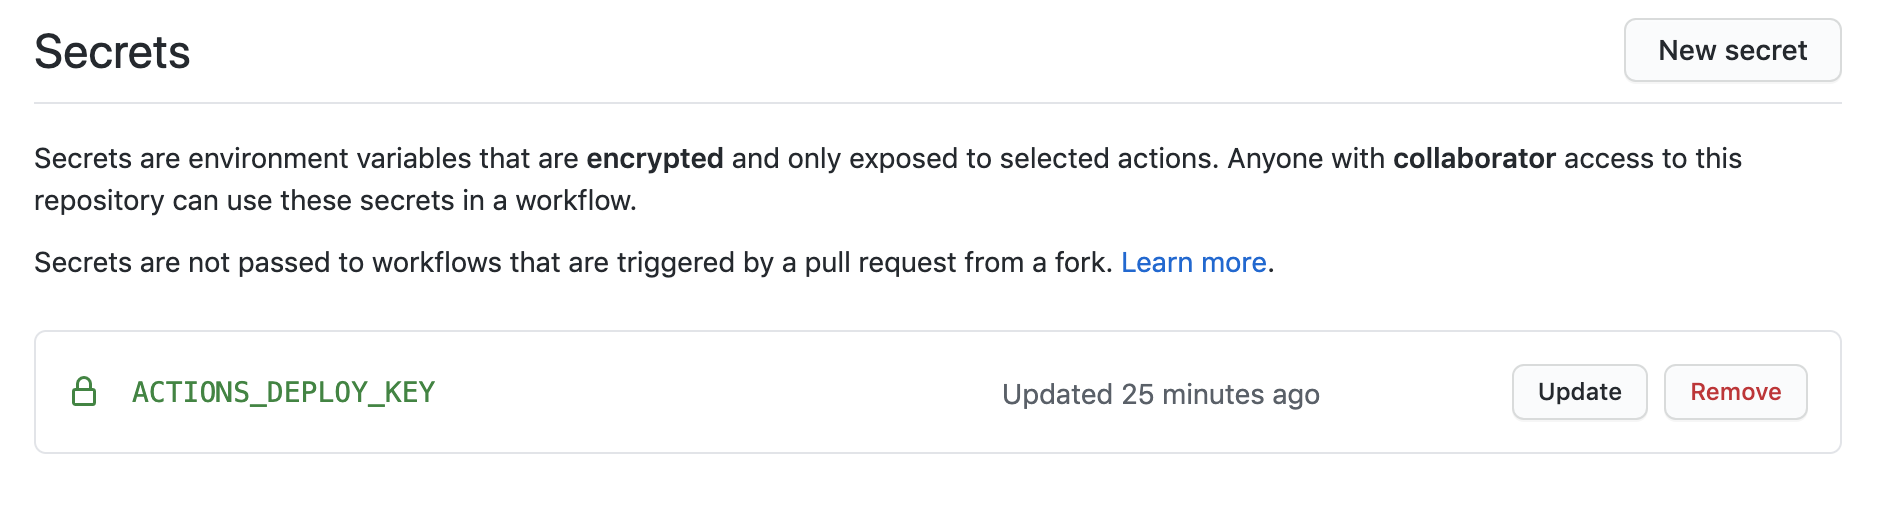 Secrets
New secret
Secrets are environment variables that are encrypted and only exposed to selected actions. Anyone with collaborator access to this
repository can use these secrets in a workflow.
Secrets are not passed to workflows that are triggered by a pull request from a fork. Learn more.
ACTIONS_DEPLOY_KEY
Updated 25 minutes ago
Update
Remove